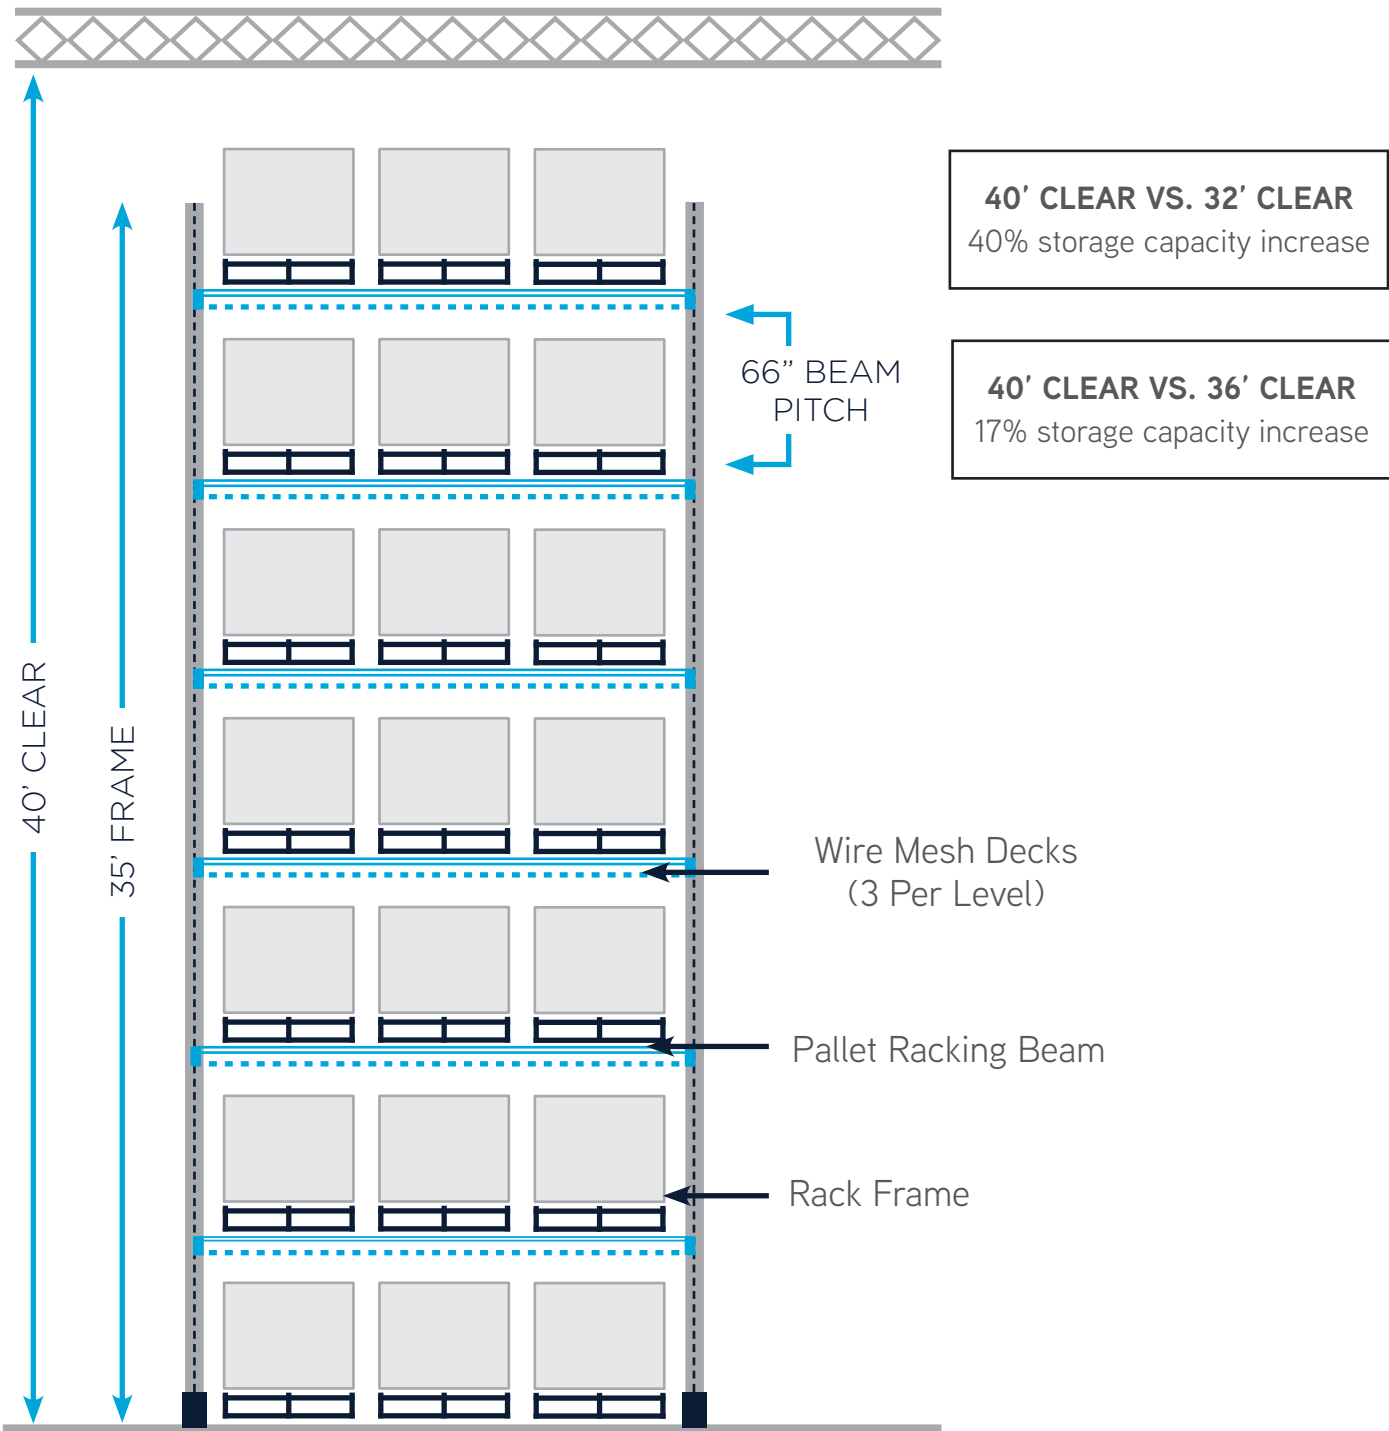 40’ CLEAR VS. 32’ CLEAR
40% storage capacity increase
66” BEAM
PITCH
40’ CLEAR VS. 36’ CLEAR
17% storage capacity increase
40’ CLEAR
35’ FRAME
Wire Mesh Decks
(3 Per Level)
Pallet Racking Beam
Rack Frame